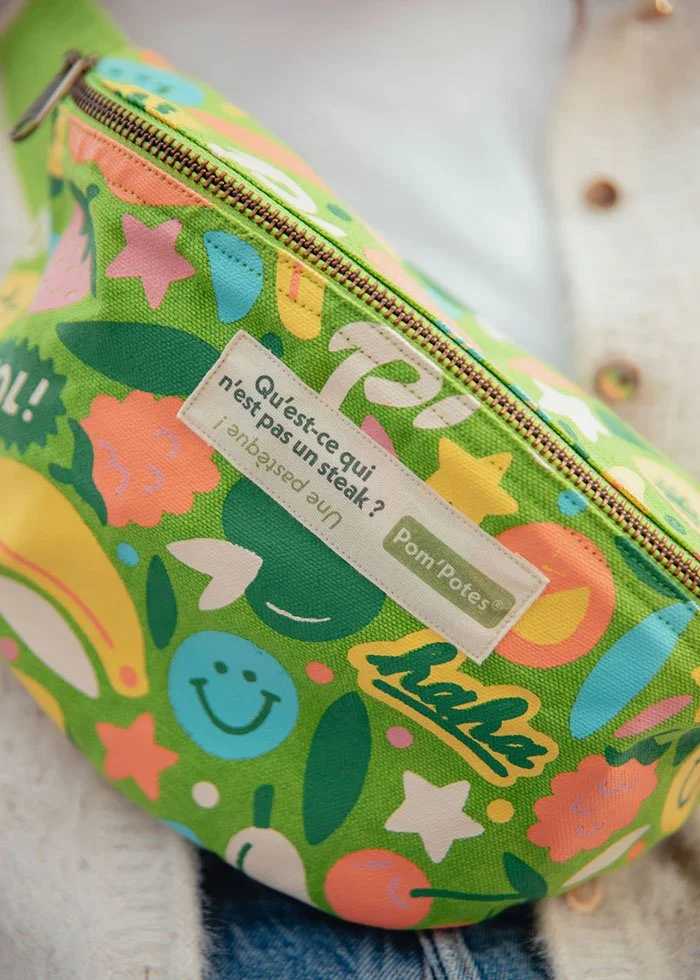 Qu'est-ce qui
n'est pas un steak ?
Une pastèque !
Pom'Potes®
haha